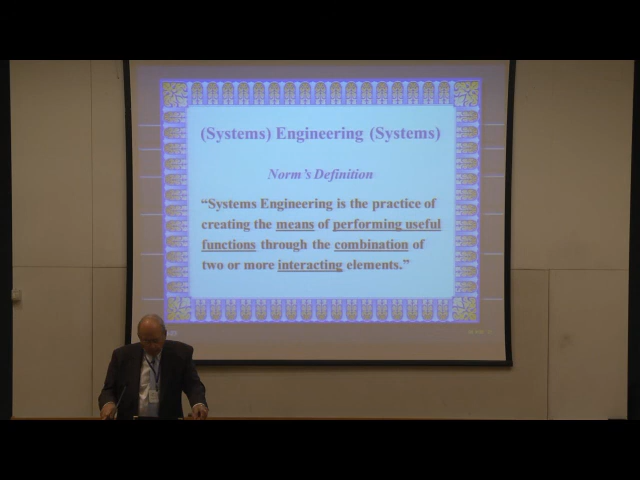 (Systems) Engineering (Systems)
Norm's Definition
“Systems Engineering is the practice of
creating the means of performing useful
functions through the combination of
two or more interacting elements.”